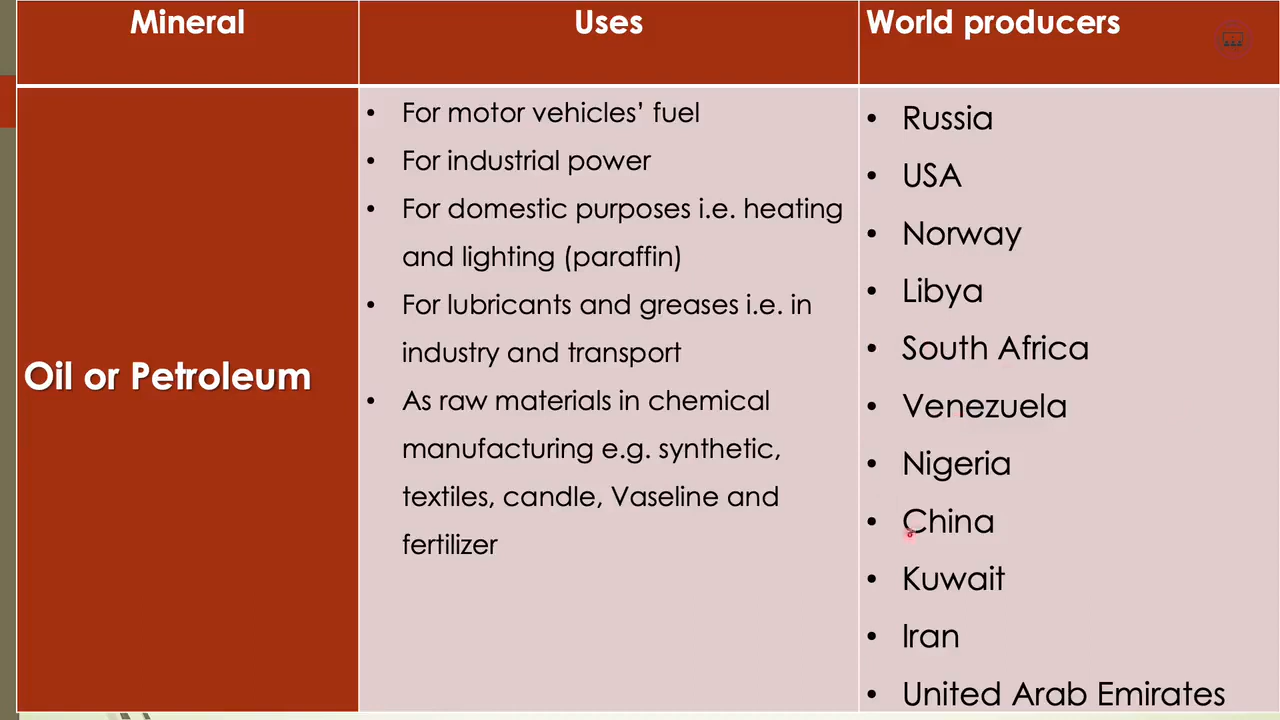 Mineral
Uses
World producers
Oil or Petroleum
• For motor vehicles’ fuel
• For industrial power
• For domestic purposes i.e. heating
and lighting (paraffin)
• For lubricants and greases i.e. in
industry and transport
• As raw materials in chemical
manufacturing e.g. synthetic,
textiles, candle, Vaseline and
fertilizer
• Russia
• USA
• Norway
• Libya
• South Africa
• Venezuela
• Nigeria
• China
• Kuwait
• Iran
• United Arab Emirates